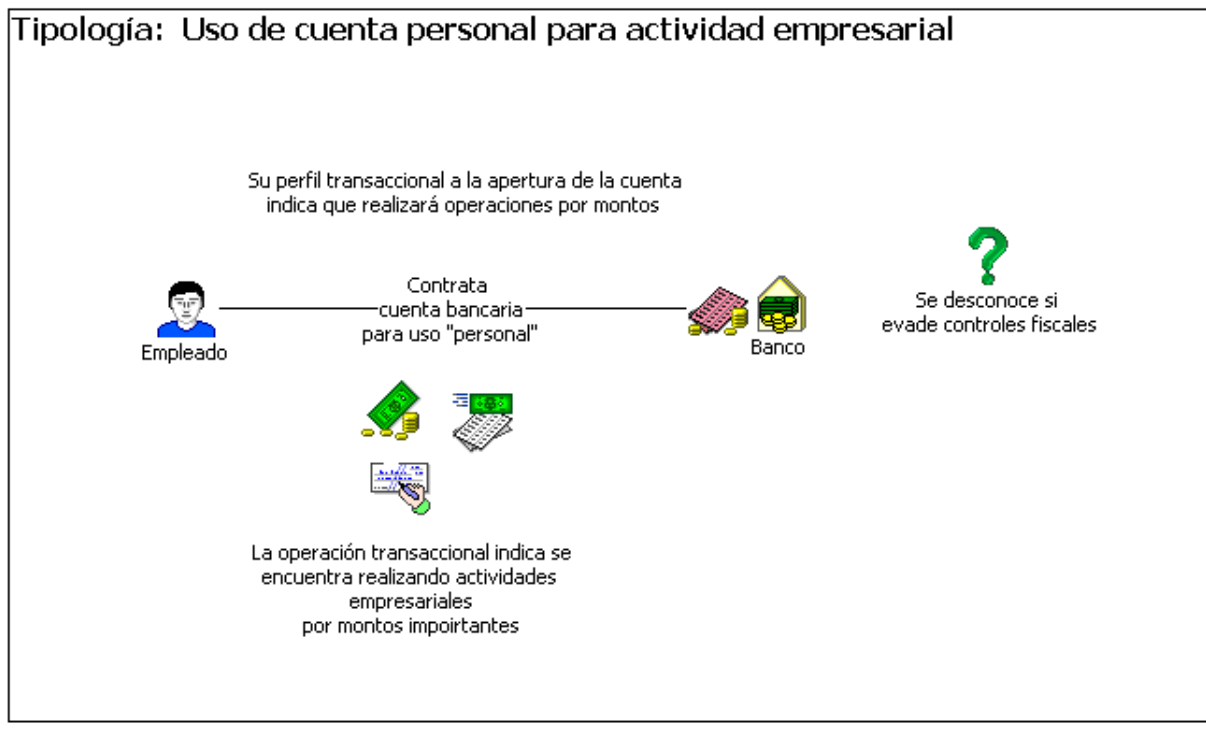 Tipología: Uso de cuenta personal para actividad empresarial
Su perfil transaccional a la apertura de la cuenta
indica que realizará operaciones por montos
Contrata
cuenta bancaria
para uso "personal"
Empleado
Banco
Se desconoce si
evade controles fiscales
La operación transaccional indica se
encuentra realizando actividades
empresariales
por montos impoirtantes